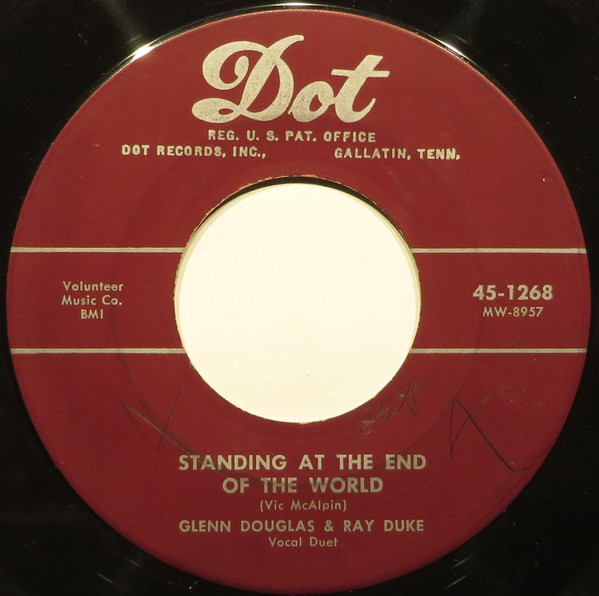 Dot
REG. U. S. PAT. OFFICE
DOT RECORDS, INC., GALLATIN, TENN.
Volunteer
Music Co.
BMI
45-1268
MW-8957
STANDING AT THE END
OF THE WORLD
(Vic McAlpin)
GLENN DOUGLAS & RAY DUKE
Vocal Duet